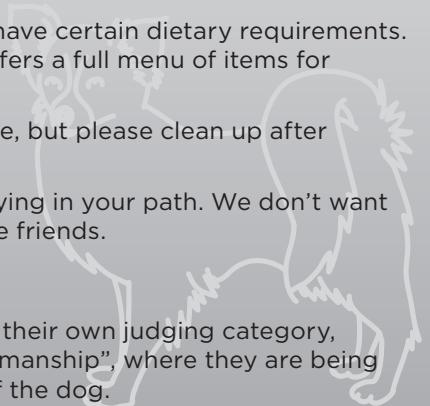 have certain dietary requirements.
fers a full menu of items for
e, but please clean up after
ying in your path. We don’t want
e friends.
their own judging category,
manship”, where they are being
f the dog.